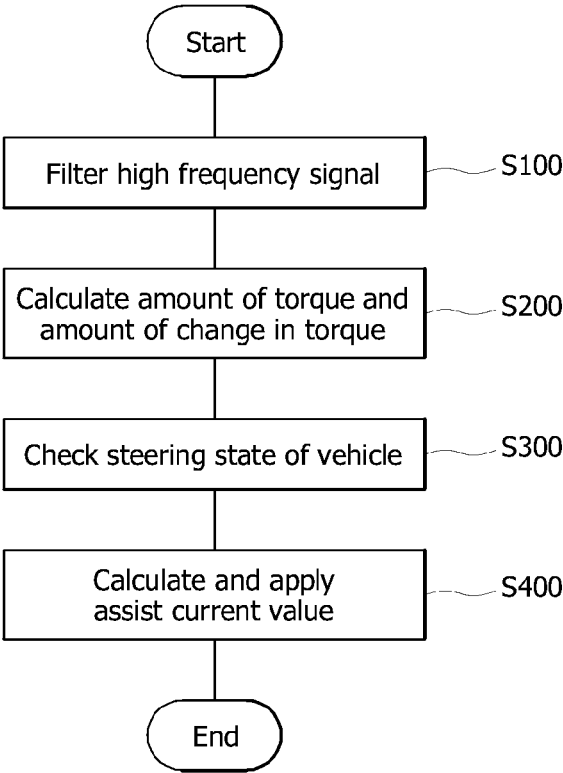 Start
Filter high frequency signal
S100
Calculate amount of torque and
amount of change in torque
S200
Check steering state of vehicle
S300
Calculate and apply
assist current value
S400
End